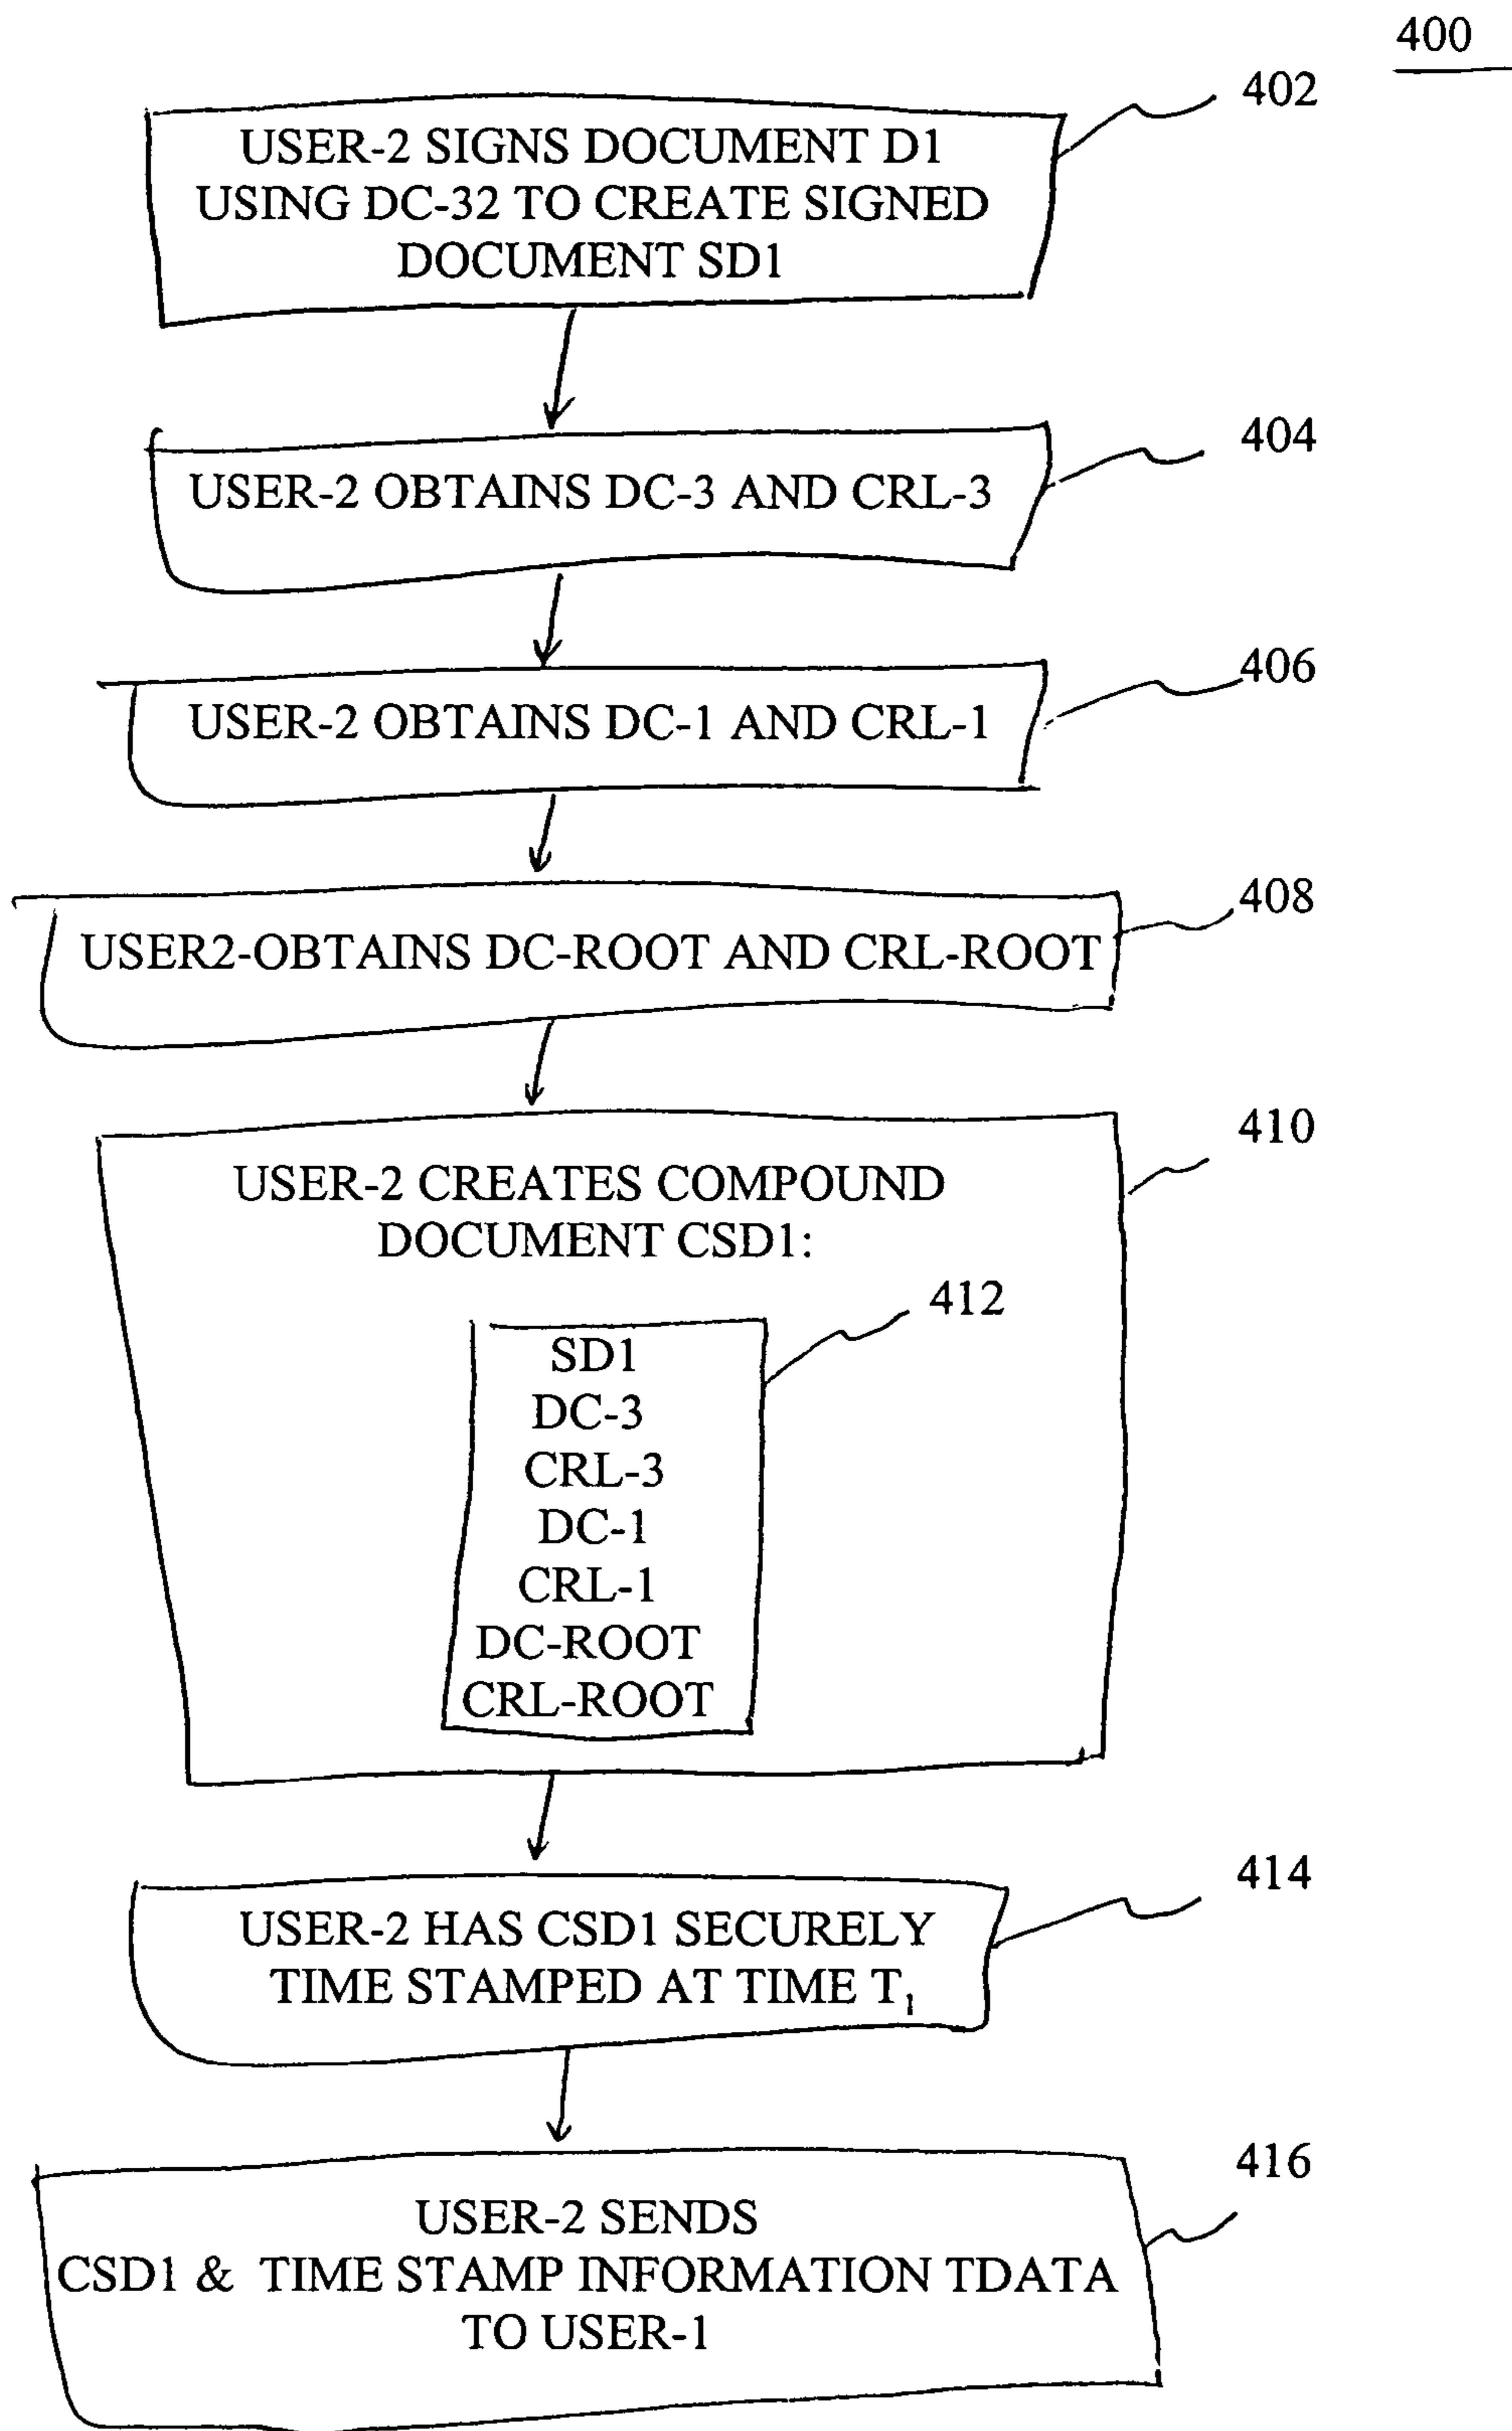 400
402
USER-2 SIGNS DOCUMENT D1
USING DC-32 TO CREATE SIGNED
DOCUMENT SD1
404
USER-2 OBTAINS DC-3 AND CRL-3
406
USER-2 OBTAINS DC-1 AND CRL-1
408
USER2-OBTAINS DC-ROOT AND CRL-ROOT
410
USER-2 CREATES COMPOUND
DOCUMENT CSD1:
412
SD1
DC-3
CRL-3
DC-1
CRL-1
DC-ROOT
CRL-ROOT
414
USER-2 HAS CSD1 SECURELY
TIME STAMPED AT TIME T₁
416
USER-2 SENDS
CSD1 & TIME STAMP INFORMATION TDATA
TO USER-1